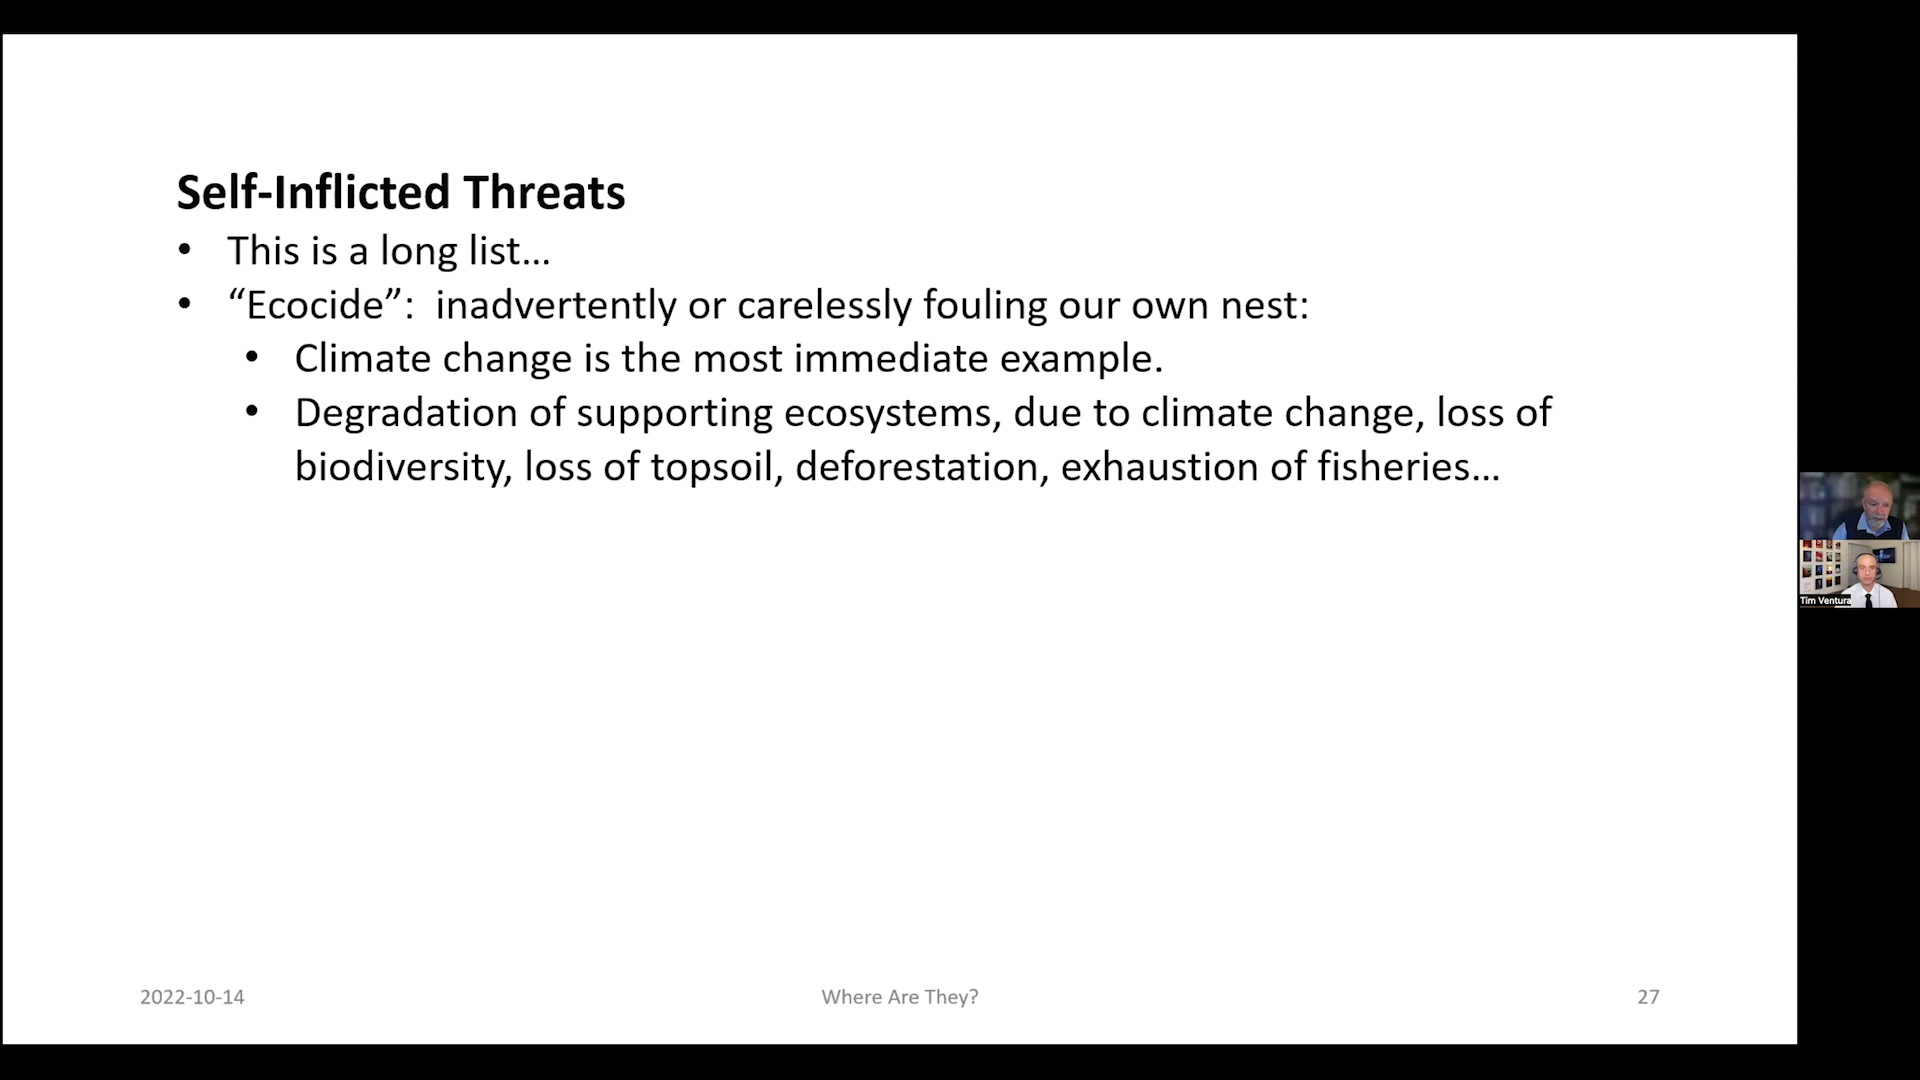 Self-Inflicted Threats
• This is a long list…
• “Ecocide”:  inadvertently or carelessly fouling our own nest:
• Climate change is the most immediate example.
• Degradation of supporting ecosystems, due to climate change, loss of
biodiversity, loss of topsoil, deforestation, exhaustion of fisheries…
Tim Ventura
2022-10-14
Where Are They?
27